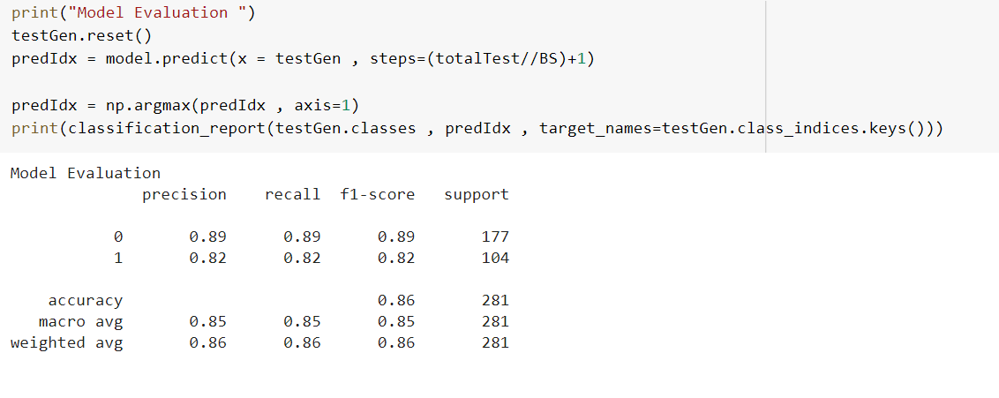 print("Model Evaluation ")
testGen.reset()
predIdx = model.predict(x = testGen , steps=(totalTest//BS)+1)
predIdx = np.argmax(predIdx , axis=1)
print(classification_report(testGen.classes , predIdx , target_names=testGen.class_indices.keys()))
Model Evaluation
precision recall f1-score support
0 0.89 0.89 0.89 177
1 0.82 0.82 0.82 104
accuracy 0.86 281
macro avg 0.85 0.85 0.85 281
weighted avg 0.86 0.86 0.86 281